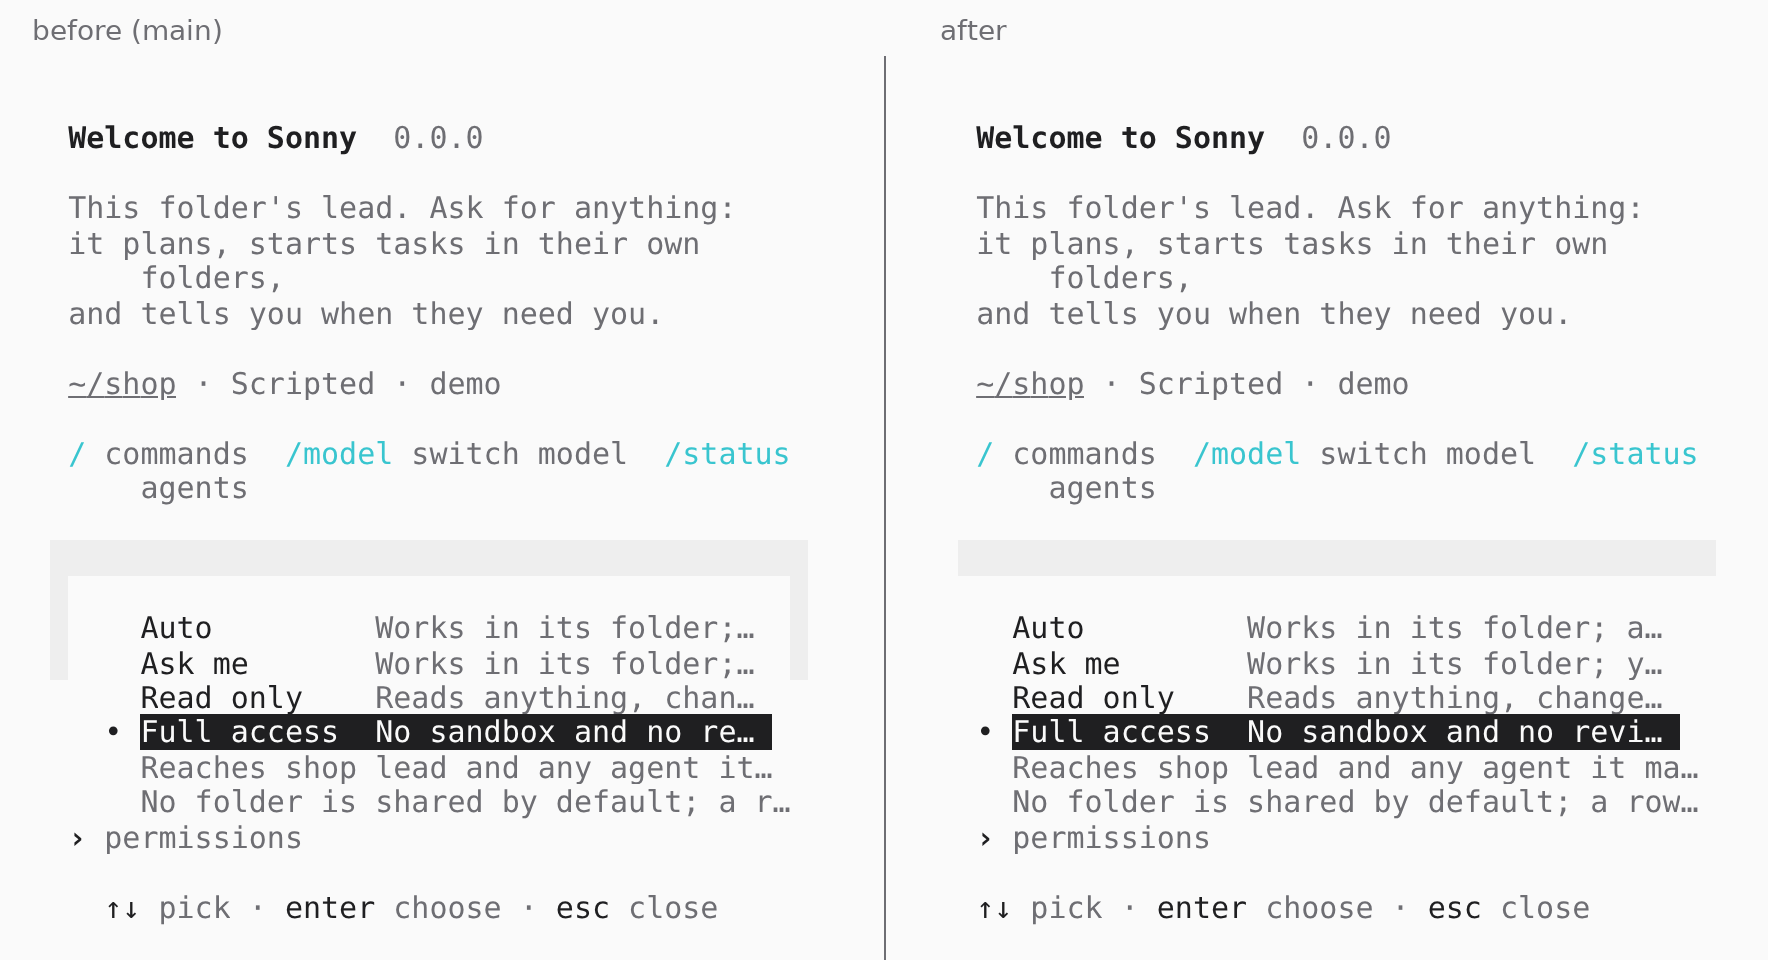 before (main)
Welcome to Sonny  0.0.0
This folder's lead. Ask for anything:
it plans, starts tasks in their own
folders,
and tells you when they need you.
~/shop · Scripted · demo
/ commands  /model switch model  /status
agents
Auto         Works in its folder;…
Ask me       Works in its folder;…
Read only    Reads anything, chan…
• Full access  No sandbox and no re…
Reaches shop lead and any agent it…
No folder is shared by default; a r…
› permissions
↑↓ pick · enter choose · esc close
after
Welcome to Sonny  0.0.0
This folder's lead. Ask for anything:
it plans, starts tasks in their own
folders,
and tells you when they need you.
~/shop · Scripted · demo
/ commands  /model switch model  /status
agents
Auto         Works in its folder; a…
Ask me       Works in its folder; y…
Read only    Reads anything, change…
• Full access  No sandbox and no revi…
Reaches shop lead and any agent it ma…
No folder is shared by default; a row…
› permissions
↑↓ pick · enter choose · esc close